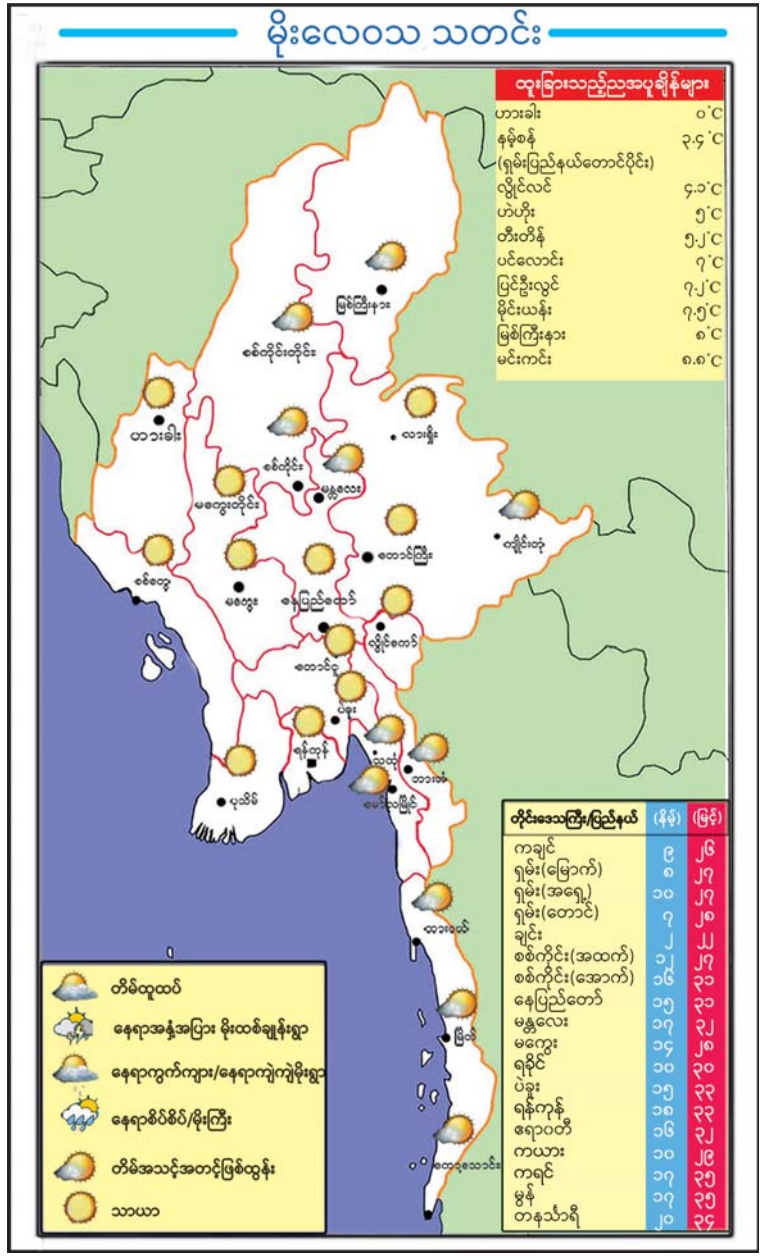 မိုးလေဝသ သတင်း
ထူးခြားသည့်ညအပူချိန်များ
ဟားခါး ၀°C
နမ့်စန် ၃.၄°C
(ရှမ်းပြည်နယ်တောင်ပိုင်း)
လွိုင်လင် ၄.၁°C
ဟဲဟိုး ၅°C
တီးတိန် ၅.၂°C
ပင်လောင်း ၇°C
ပြင်ဦးလွင် ၇.၂°C
မိုင်းယန်း ၇.၅°C
မြစ်ကြီးနား ၈°C
မင်းကင်း ၈.၈°C
မြစ်ကြီးနား
စစ်ကိုင်းတိုင်း
ဟားခါး
လားရှိုး
စစ်ကိုင်း
မန္တလေး
မကွေးတိုင်း
ကျိုင်းတုံ
တောင်ကြီး
စစ်တွေ
မကွေး
နေပြည်တော်
လွိုင်ကော်
တောင်ငူ
ပဲခူး
ရန်ကုန်
သထုံ
ဘားအံ
ပုသိမ်
မော်လမြိုင်
ထားဝယ်
မြိတ်
ကော့သောင်း
တိုင်းဒေသကြီး/ပြည်နယ် (နိမ့်) (မြင့်)
ကချင် ၉ ၂၆
ရှမ်း(မြောက်) ၈ ၂၇
ရှမ်း(အရှေ့) ၁၀ ၂၇
ရှမ်း(တောင်) ၇ ၂၈
ချင်း ၂ ၂၂
စစ်ကိုင်း(အထက်) ၁၂ ၂၇
စစ်ကိုင်း(အောက်) ၁၆ ၃၁
နေပြည်တော် ၁၅ ၃၁
မန္တလေး ၁၇ ၃၂
မကွေး ၁၄ ၂၈
ရခိုင် ၁၀ ၃၀
ပဲခူး ၁၅ ၃၃
ရန်ကုန် ၁၈ ၃၃
ဧရာဝတီ ၁၆ ၃၂
ကယား ၁၀ ၂၉
ကရင် ၁၇ ၃၅
မွန် ၁၇ ၃၅
တနင်္သာရီ ၂၀ ၃၄
တိမ်ထူထပ်
နေရာအနှံ့အပြား မိုးထစ်ချုန်းရွာ
နေရာကွက်ကျား/နေရာကျဲကျဲမိုးရွာ
နေရာစိပ်စိပ်/မိုးကြီး
တိမ်အသင့်အတင့်ဖြစ်ထွန်း
သာယာ